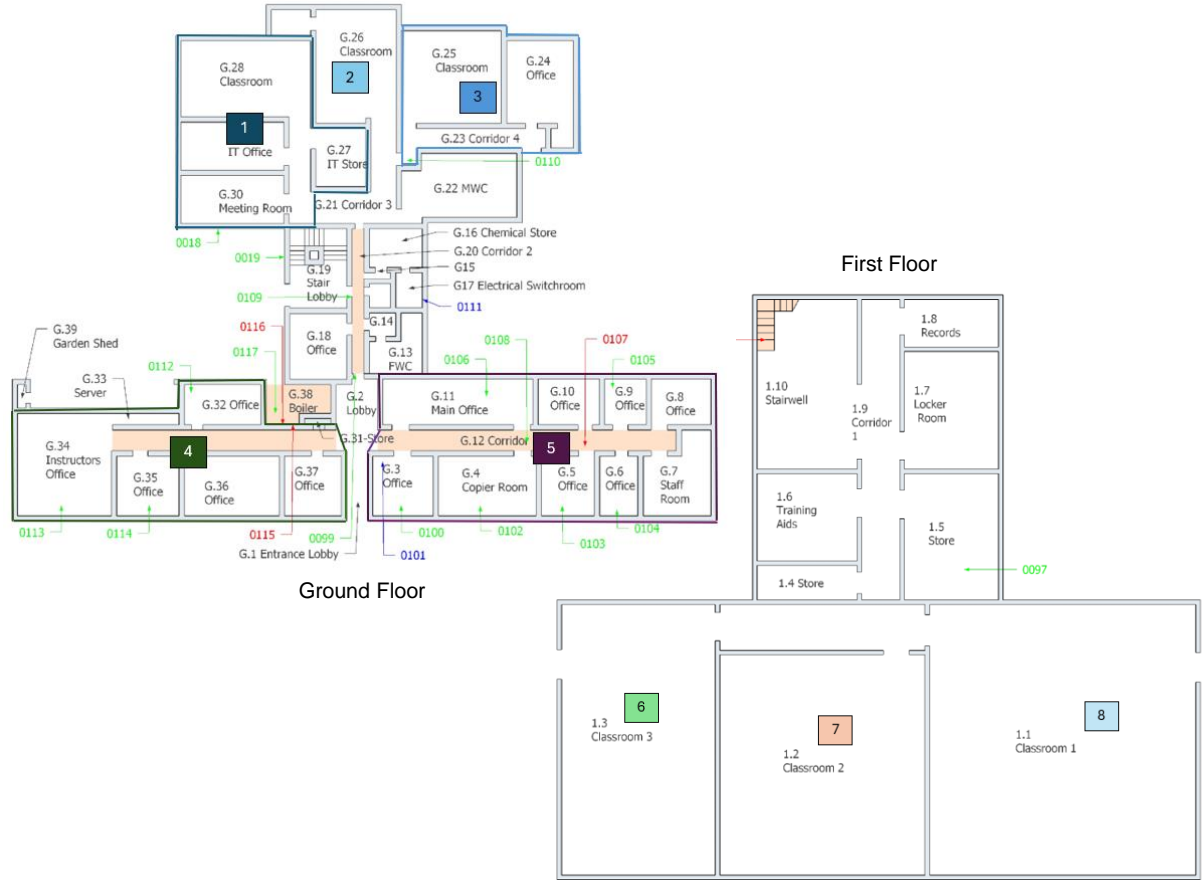 G.26
Classroom
2
G.25
Classroom
3
G.24
Office
G.28
Classroom
1
IT Office
G.27
IT Store
G.23 Corridor 4
0110
G.30
Meeting Room
G.22 MWC
G.21 Corridor 3
0018
G.16 Chemical Store
G.20 Corridor 2
G15
G17 Electrical Switchroom
0019
G.19
Stair
Lobby
0109
0111
G.14
G.39
Garden Shed
0116
G.18
Office
G.13
FWC
0108
0107
0117
0106
0105
0112
G.33
Server
G.32 Office
G.38
Boiler
G.2
Lobby
G.11
Main Office
G.10
Office
G.9
Office
G.8
Office
G.31-Store
G.12 Corridor
4
5
G.34
Instructors
Office
G.35
Office
G.36
Office
G.37
Office
G.3
Office
G.4
Copier Room
G.5
Office
G.6
Office
G.7
Staff
Room
0113
0114
0115
0099
0100
0102
0103
0104
G.1 Entrance Lobby
0101
Ground Floor
First Floor
1.8
Records
1.10
Stairwell
1.9
Corridor
1
1.7
Locker
Room
1.6
Training
Aids
1.5
Store
0097
1.4 Store
6
1.3
Classroom 3
7
1.2
Classroom 2
8
1.1
Classroom 1